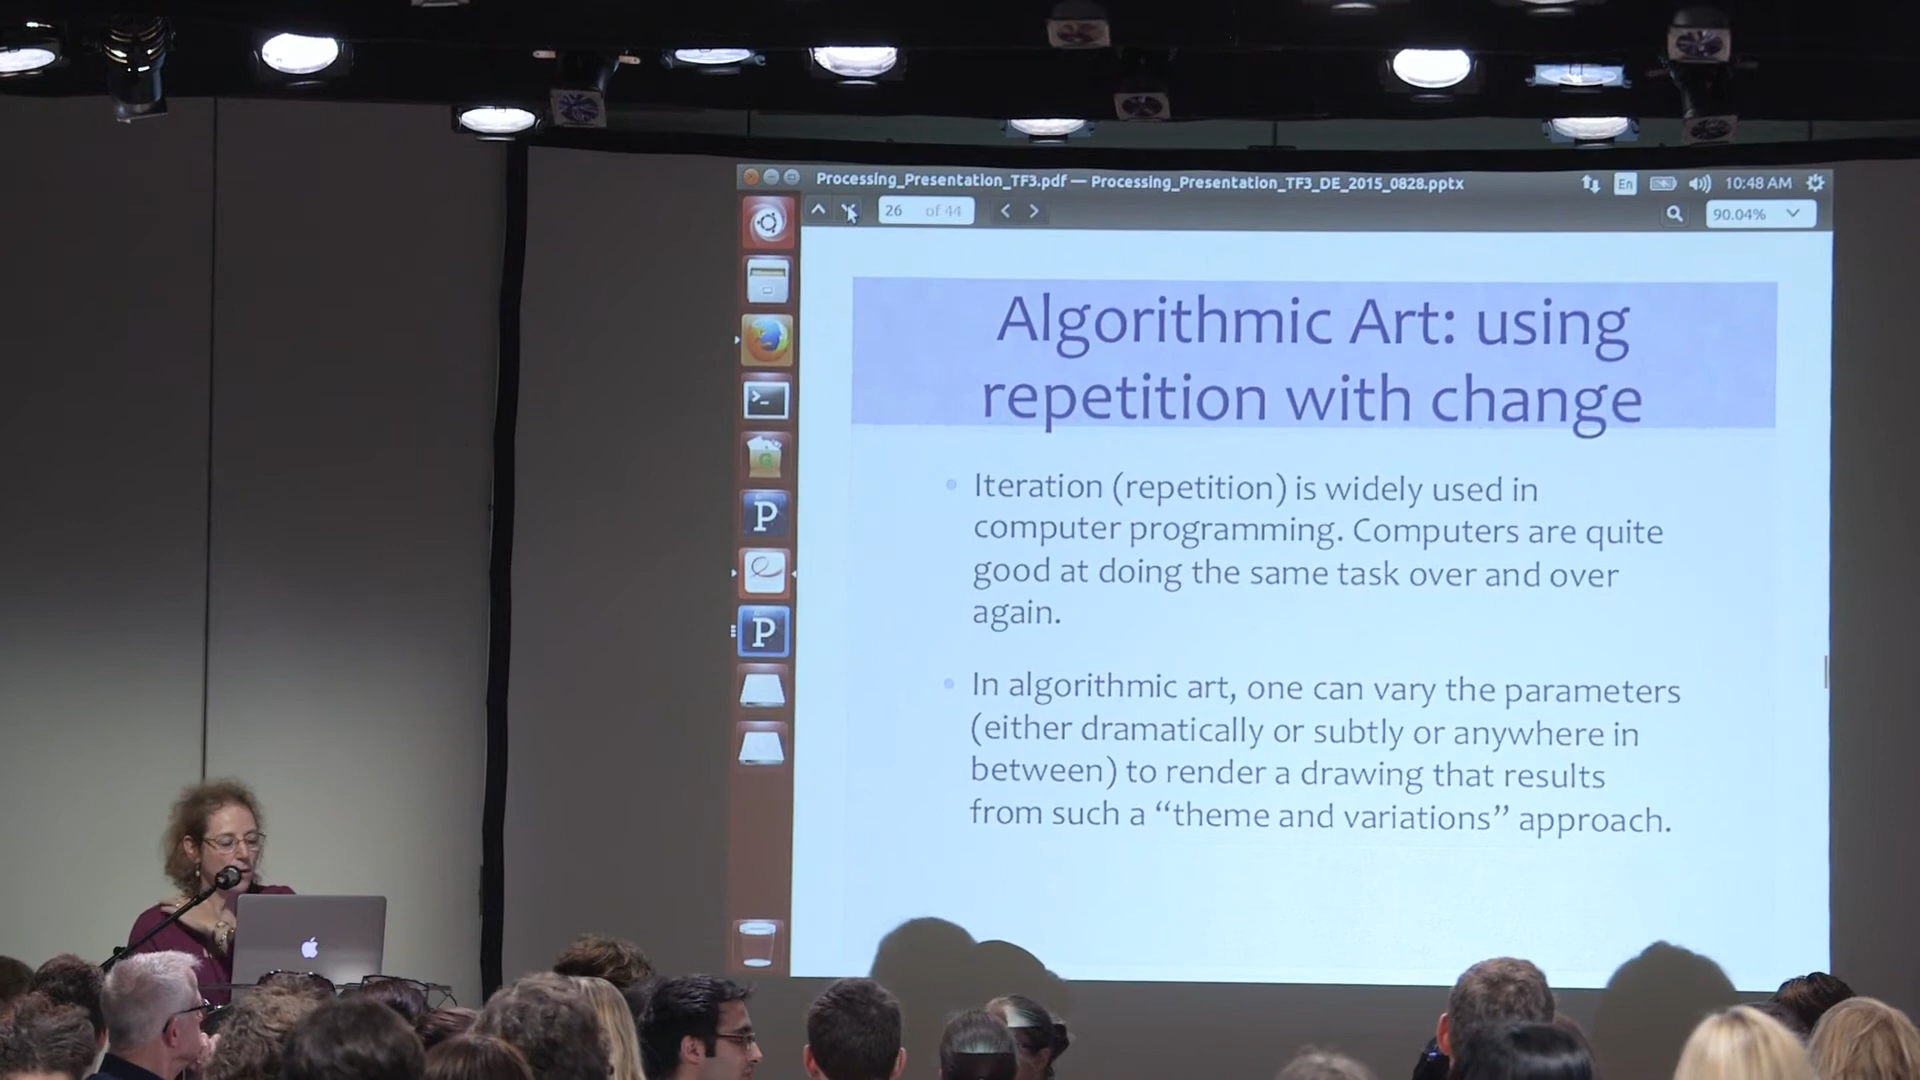 Processing_Presentation_TF3.pdf — Processing_Presentation_TF3_DE_2015_0828.pptx
En
10:48 AM
26 of 44
90.04%
Algorithmic Art: using
repetition with change
Iteration (repetition) is widely used in
computer programming. Computers are quite
good at doing the same task over and over
again.
In algorithmic art, one can vary the parameters
(either dramatically or subtly or anywhere in
between) to render a drawing that results
from such a “theme and variations” approach.
>_
G
P
P